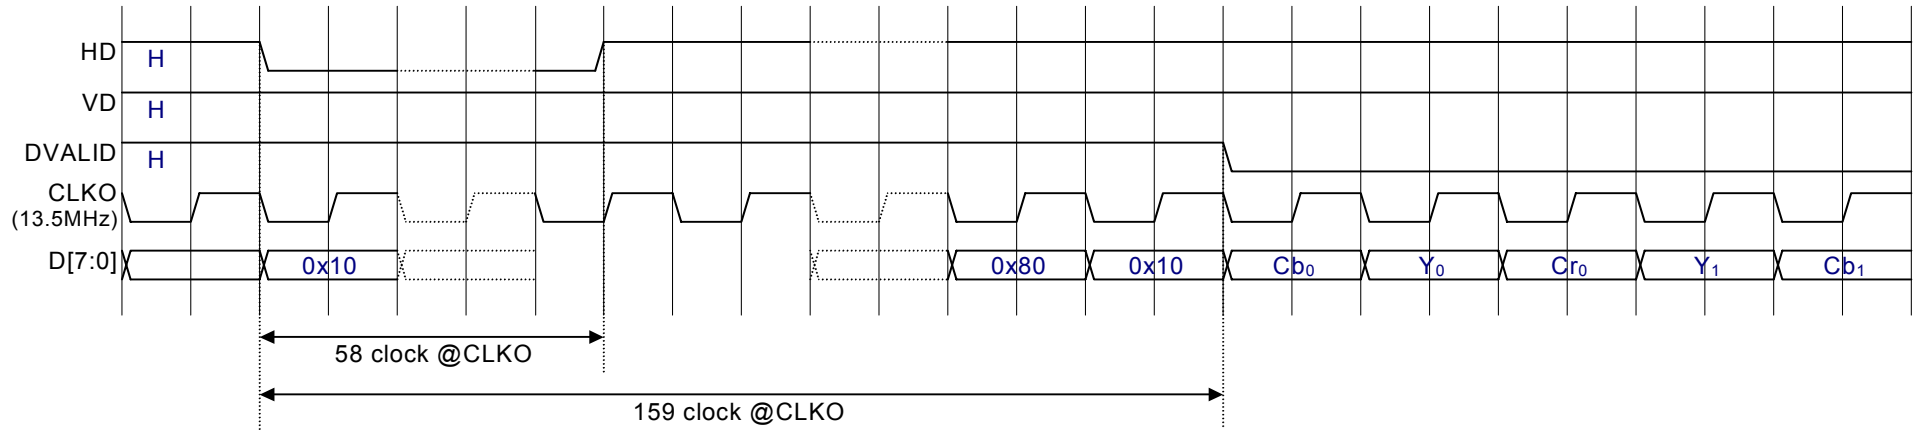 HD H
VD H
DVALID H
CLKO
(13.5MHz)
D[7:0] 0x10 0x80 0x10 Cb₀ Y₀ Cr₀ Y₁ Cb₁
58 clock @CLKO
159 clock @CLKO